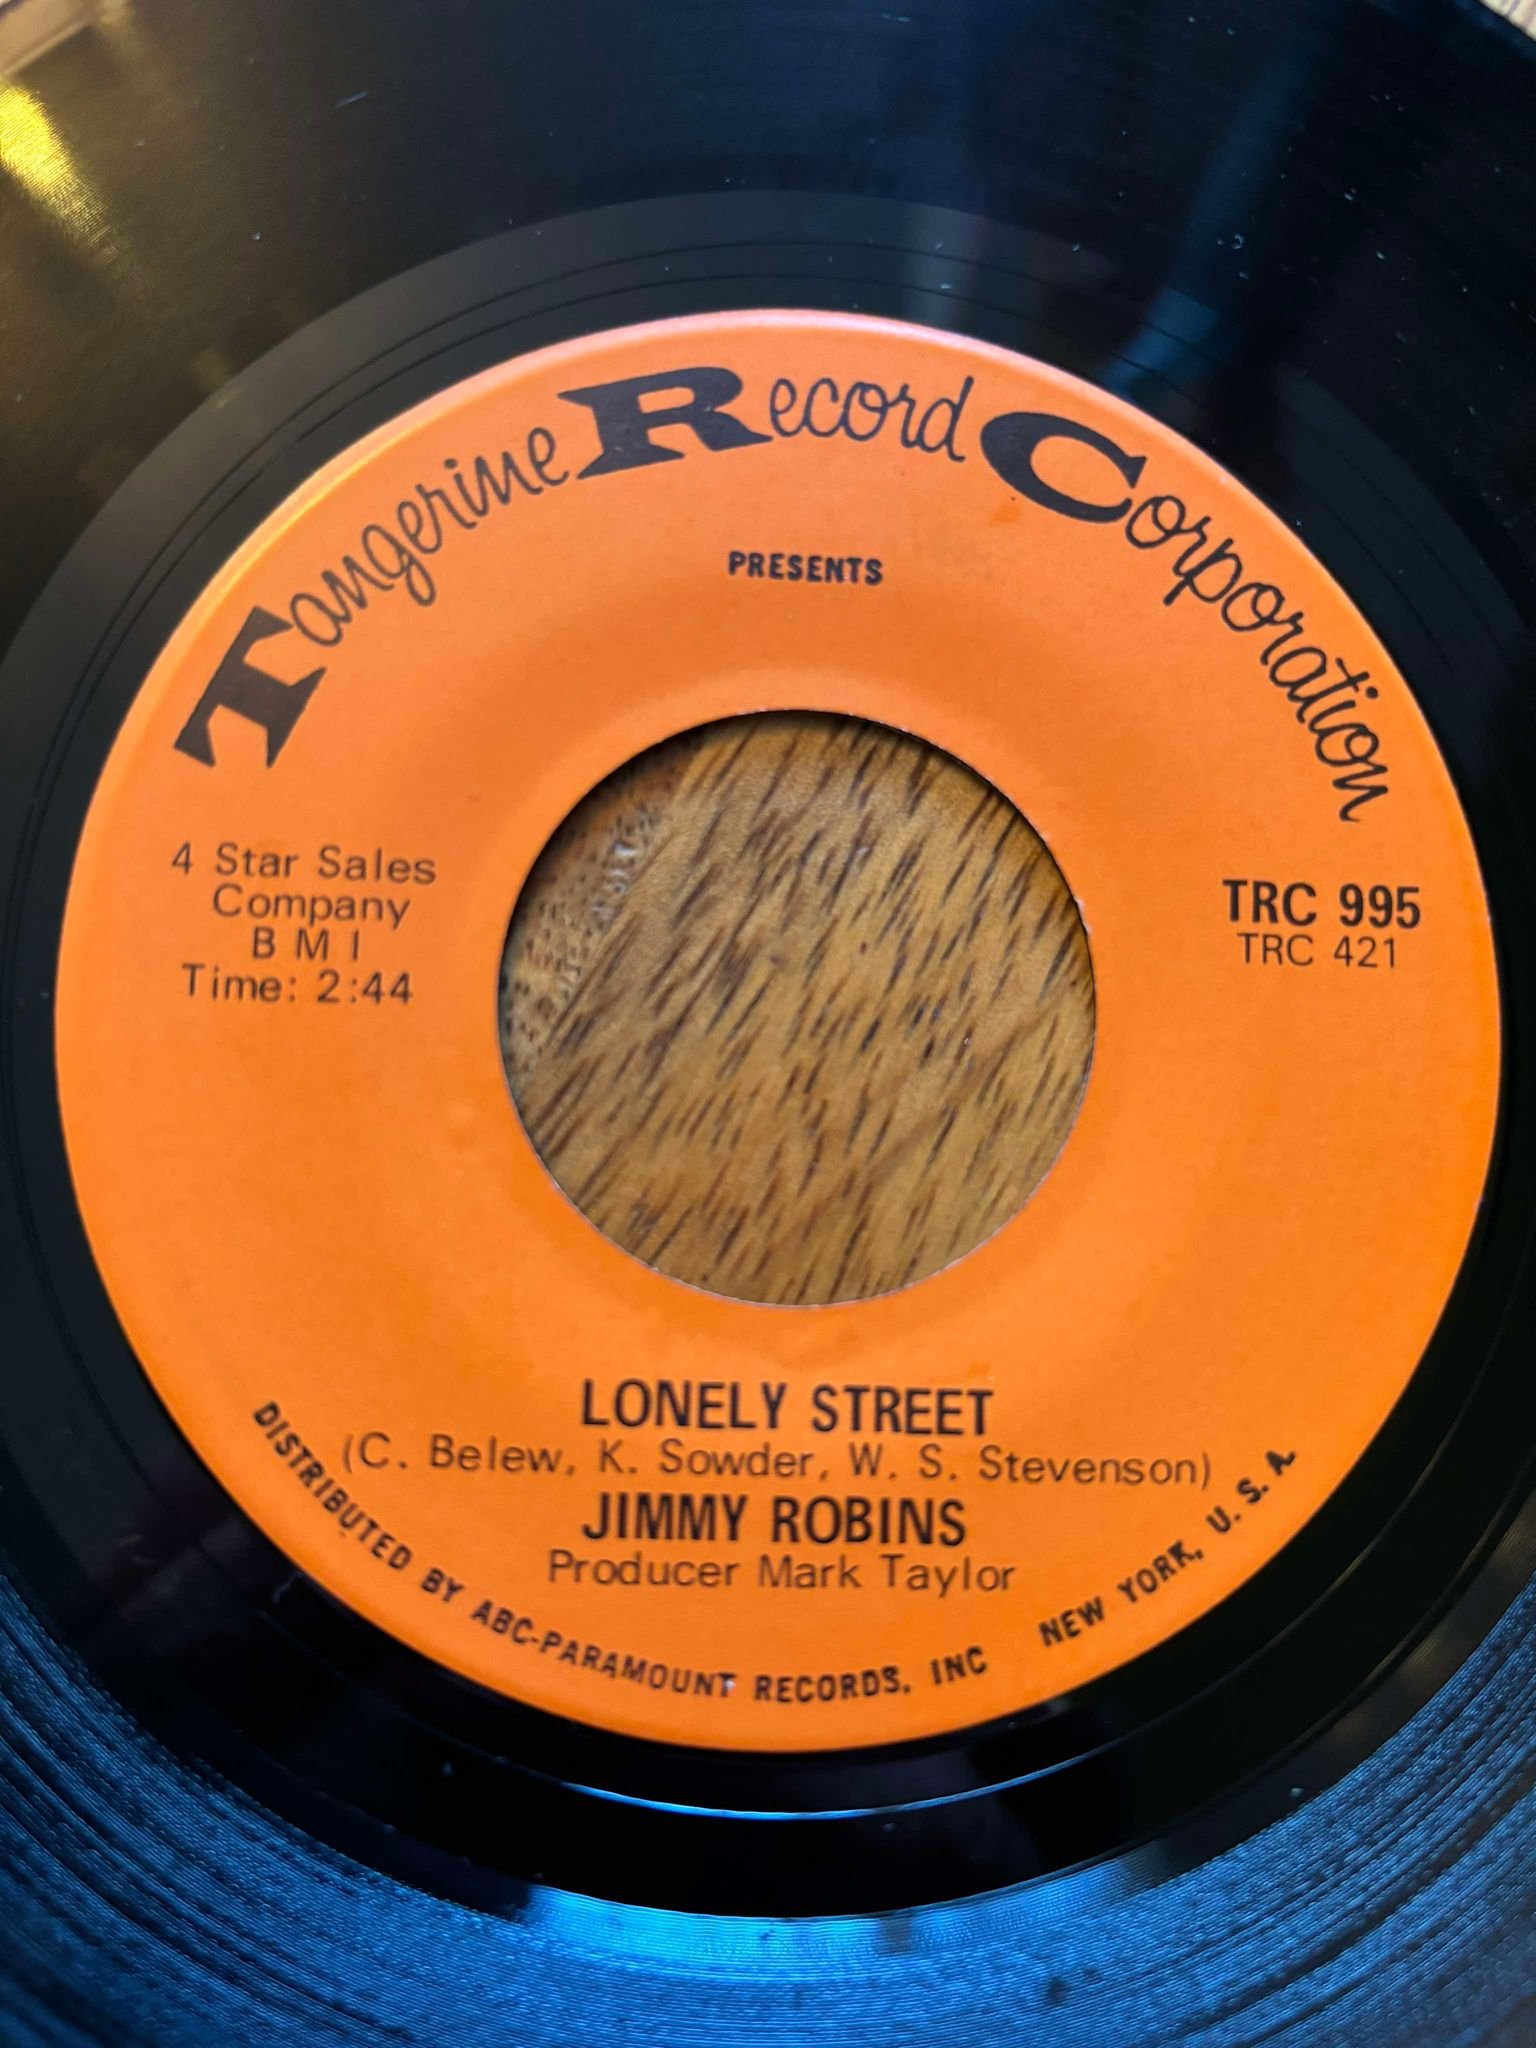 Tangerine Record Corporation
PRESENTS
4 Star Sales
Company
B M I
Time: 2:44
TRC 995
TRC 421
LONELY STREET
(C. Belew, K. Sowder, W. S. Stevenson)
JIMMY ROBINS
Producer Mark Taylor
DISTRIBUTED BY ABC-PARAMOUNT RECORDS, INC NEW YORK, U. S. A.